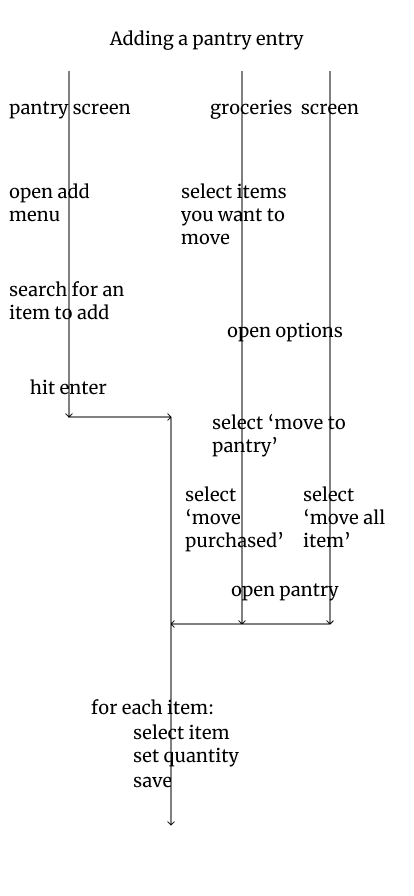 Adding a pantry entry
pantry screen
groceries screen
open add
menu
select items
you want to
move
search for an
item to add
open options
hit enter
select ‘move to
pantry’
select
‘move
purchased’
select
‘move all
item’
open pantry
for each item:
select item
set quantity
save